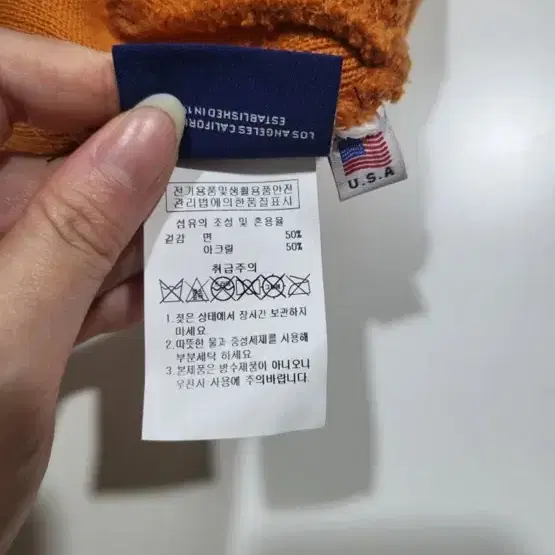 LOS ANGELES CALIFOR
ESTABLISHED IN 1
U.S.A
전기용품및생활용품안전
관리법에의한품질표시
섬유의 조성 및 혼용율
겉감 면 50%
아크릴 50%
취급주의
1. 젖은 상태에서 장시간 보관하지
마세요.
2. 따뜻한 물과 중성세제를 사용해
부분세탁 하세요.
3. 본제품은 방수제품이 아니오니
우천시 사용에 주의바랍니다.